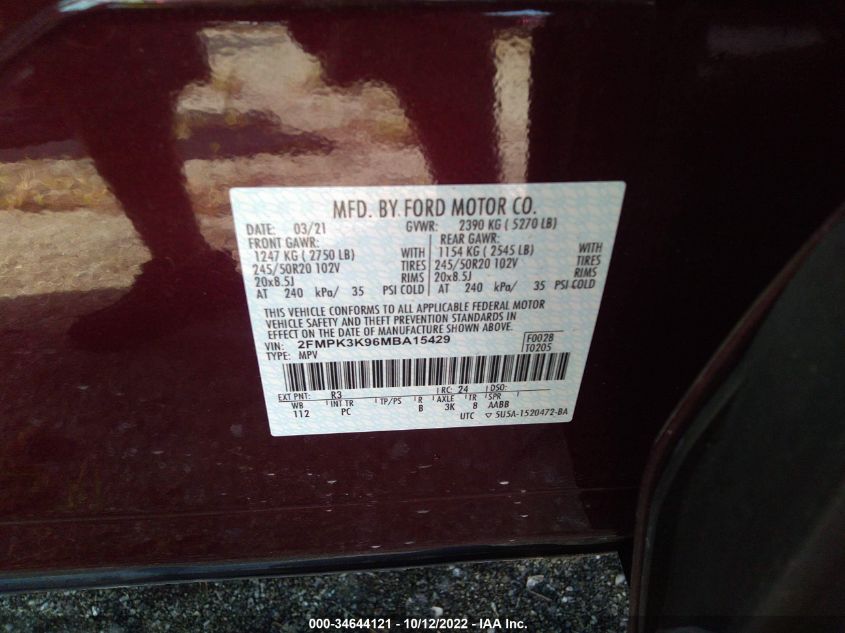 MFD. BY FORD MOTOR CO.
DATE: 03/21 GVWR: 2390 KG ( 5270 LB)
FRONT GAWR: REAR GAWR:
1247 KG ( 2750 LB) WITH 1154 KG ( 2545 LB) WITH
245/50R20 102V TIRES 245/50R20 102V TIRES
20x8.5J RIMS 20x8.5J RIMS
AT 240 kPa/ 35 PSI COLD AT 240 kPa/ 35 PSI COLD
THIS VEHICLE CONFORMS TO ALL APPLICABLE FEDERAL MOTOR
VEHICLE SAFETY AND THEFT PREVENTION STANDARDS IN
EFFECT ON THE DATE OF MANUFACTURE SHOWN ABOVE.
VIN: 2FMPK3K96MBA15429 F0028
TYPE: MPV T0205
EXT PNT: R3 RC: 24 DSO:
WB INT TR TP/PS R AXLE TR SPR
112 PC B 3K 8 AABB
UTC 5U5A-1520472-BA
000-34644121 - 10/12/2022 - © IAA Inc.